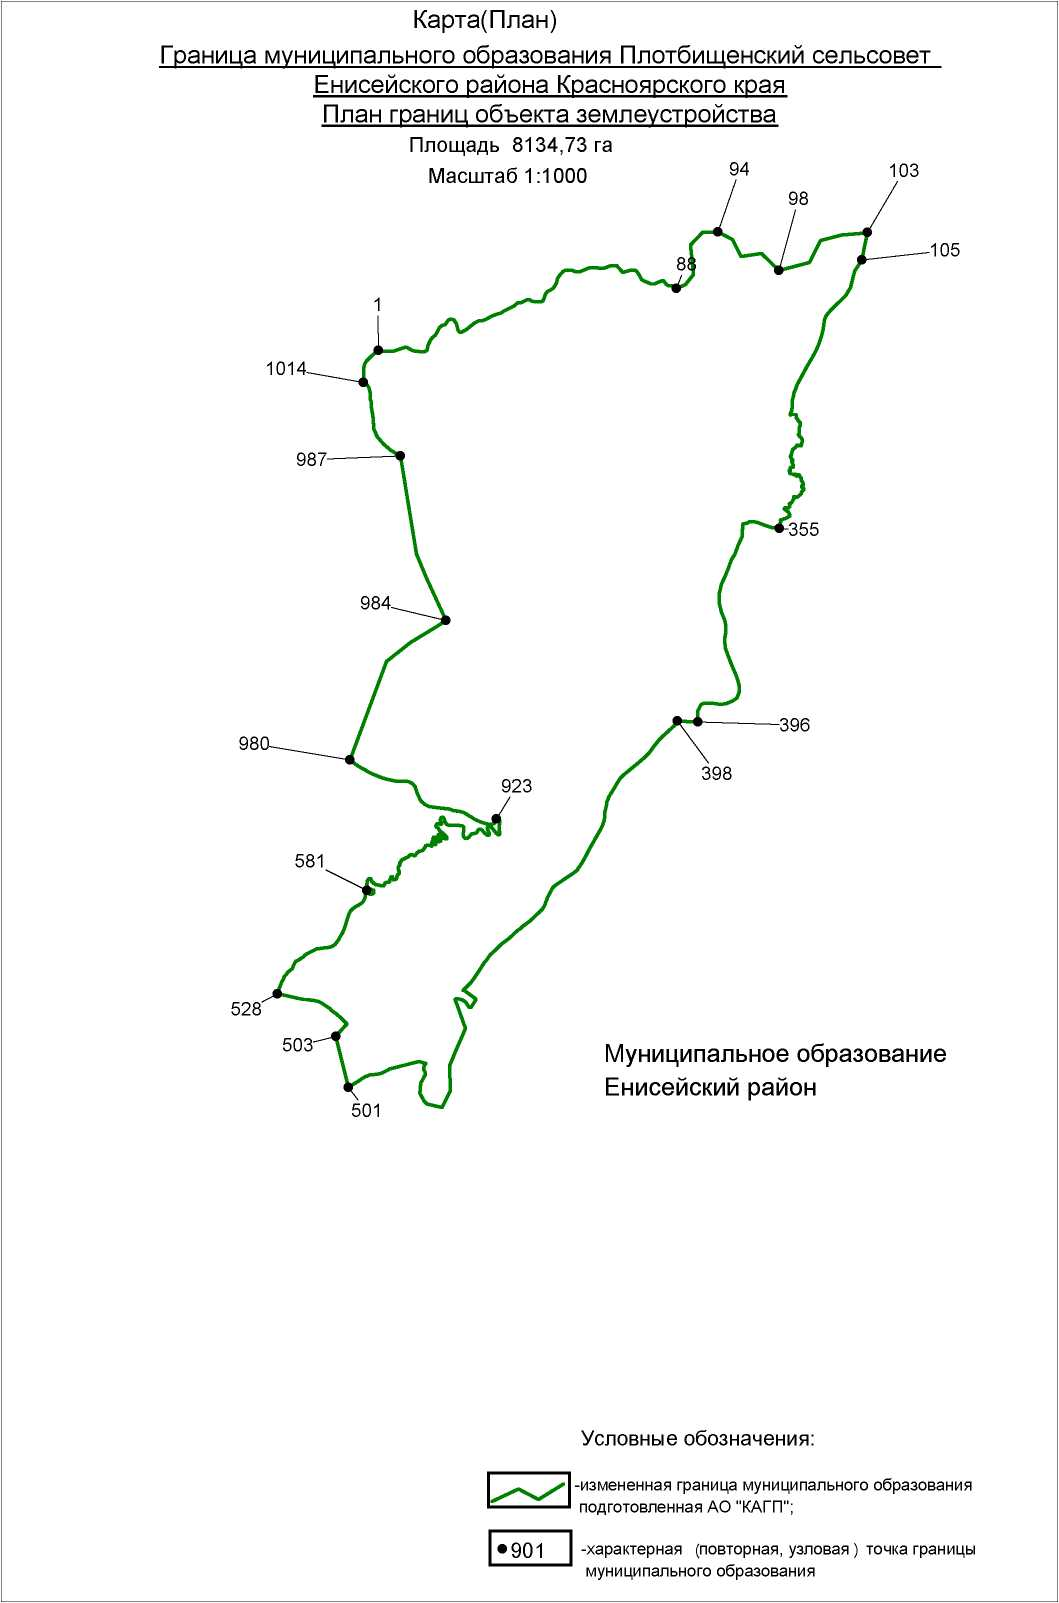 Карта(План)
Граница муниципального образования Плотбищенский сельсовет
Енисейского района Красноярского края
План границ объекта землеустройства
Площадь 8134,73 га
Масштаб 1:1000
94
103
98
105
88
1
1014
987
355
984
396
980
398
923
581
528
503
501
Муниципальное образование
Енисейский район
Условные обозначения:
-измененная граница муниципального образования
подготовленная АО "КАГП";
901
-характерная (повторная, узловая ) точка границы
муниципального образования